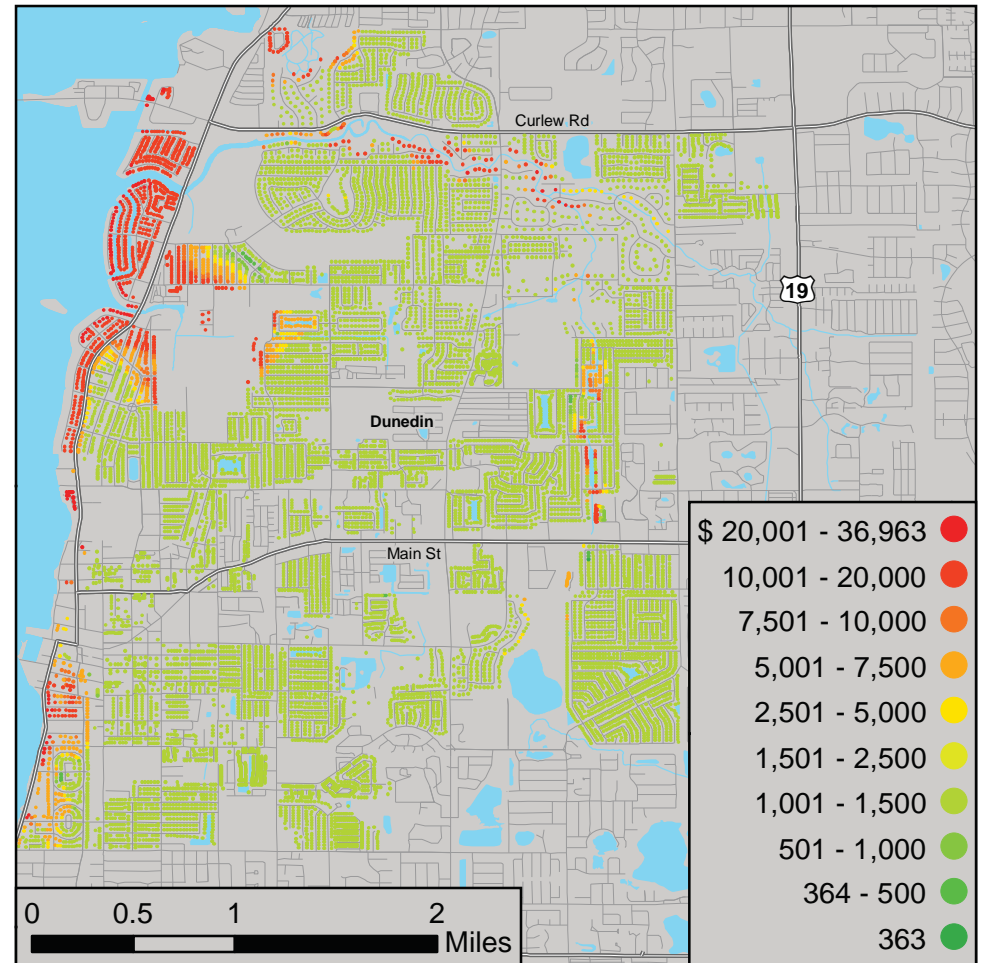 Curlew Rd
19
Dunedin
Main St
$ 20,001 - 36,963
10,001 - 20,000
7,501 - 10,000
5,001 - 7,500
2,501 - 5,000
1,501 - 2,500
1,001 - 1,500
501 - 1,000
364 - 500
363
0 0.5 1 2
Miles